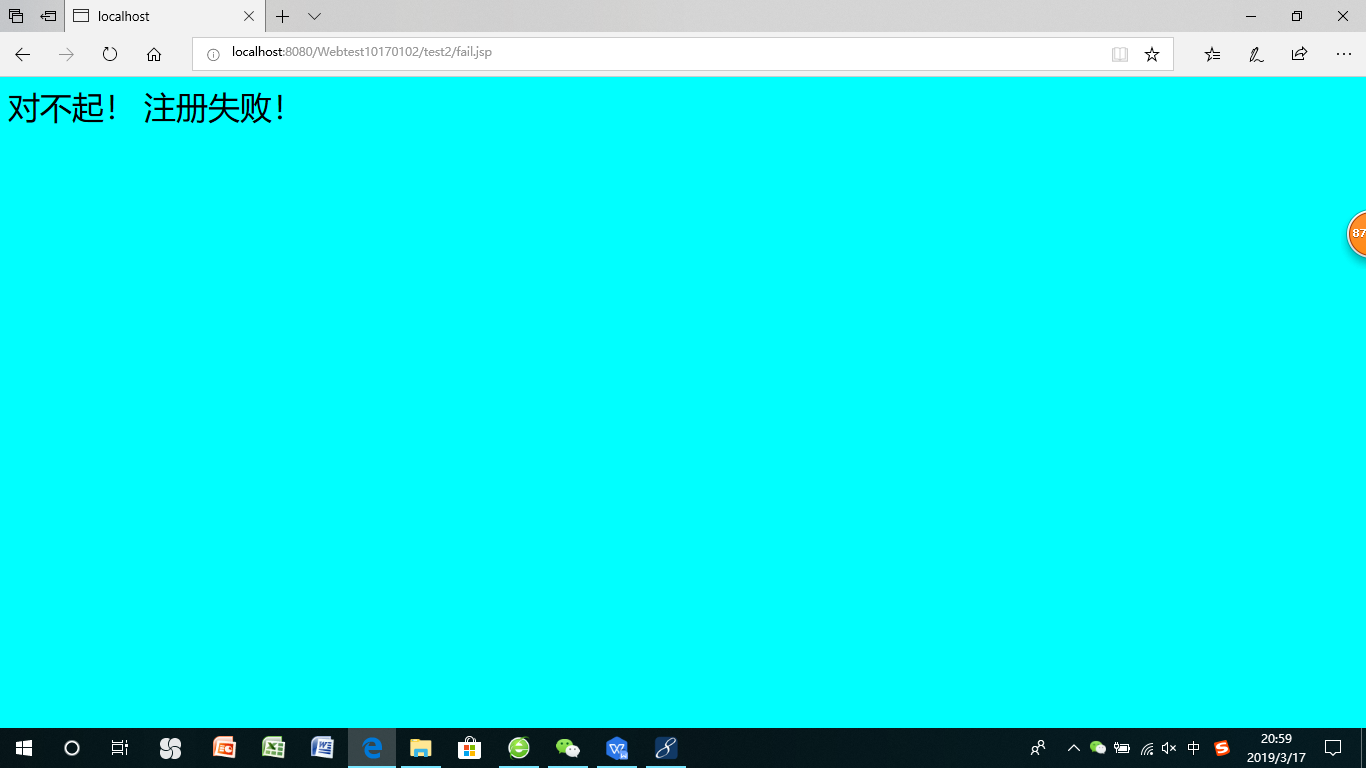 localhost
localhost:8080/Webtest10170102/test2/fail.jsp
对不起! 注册失败!
87
中
20:59
2019/3/17